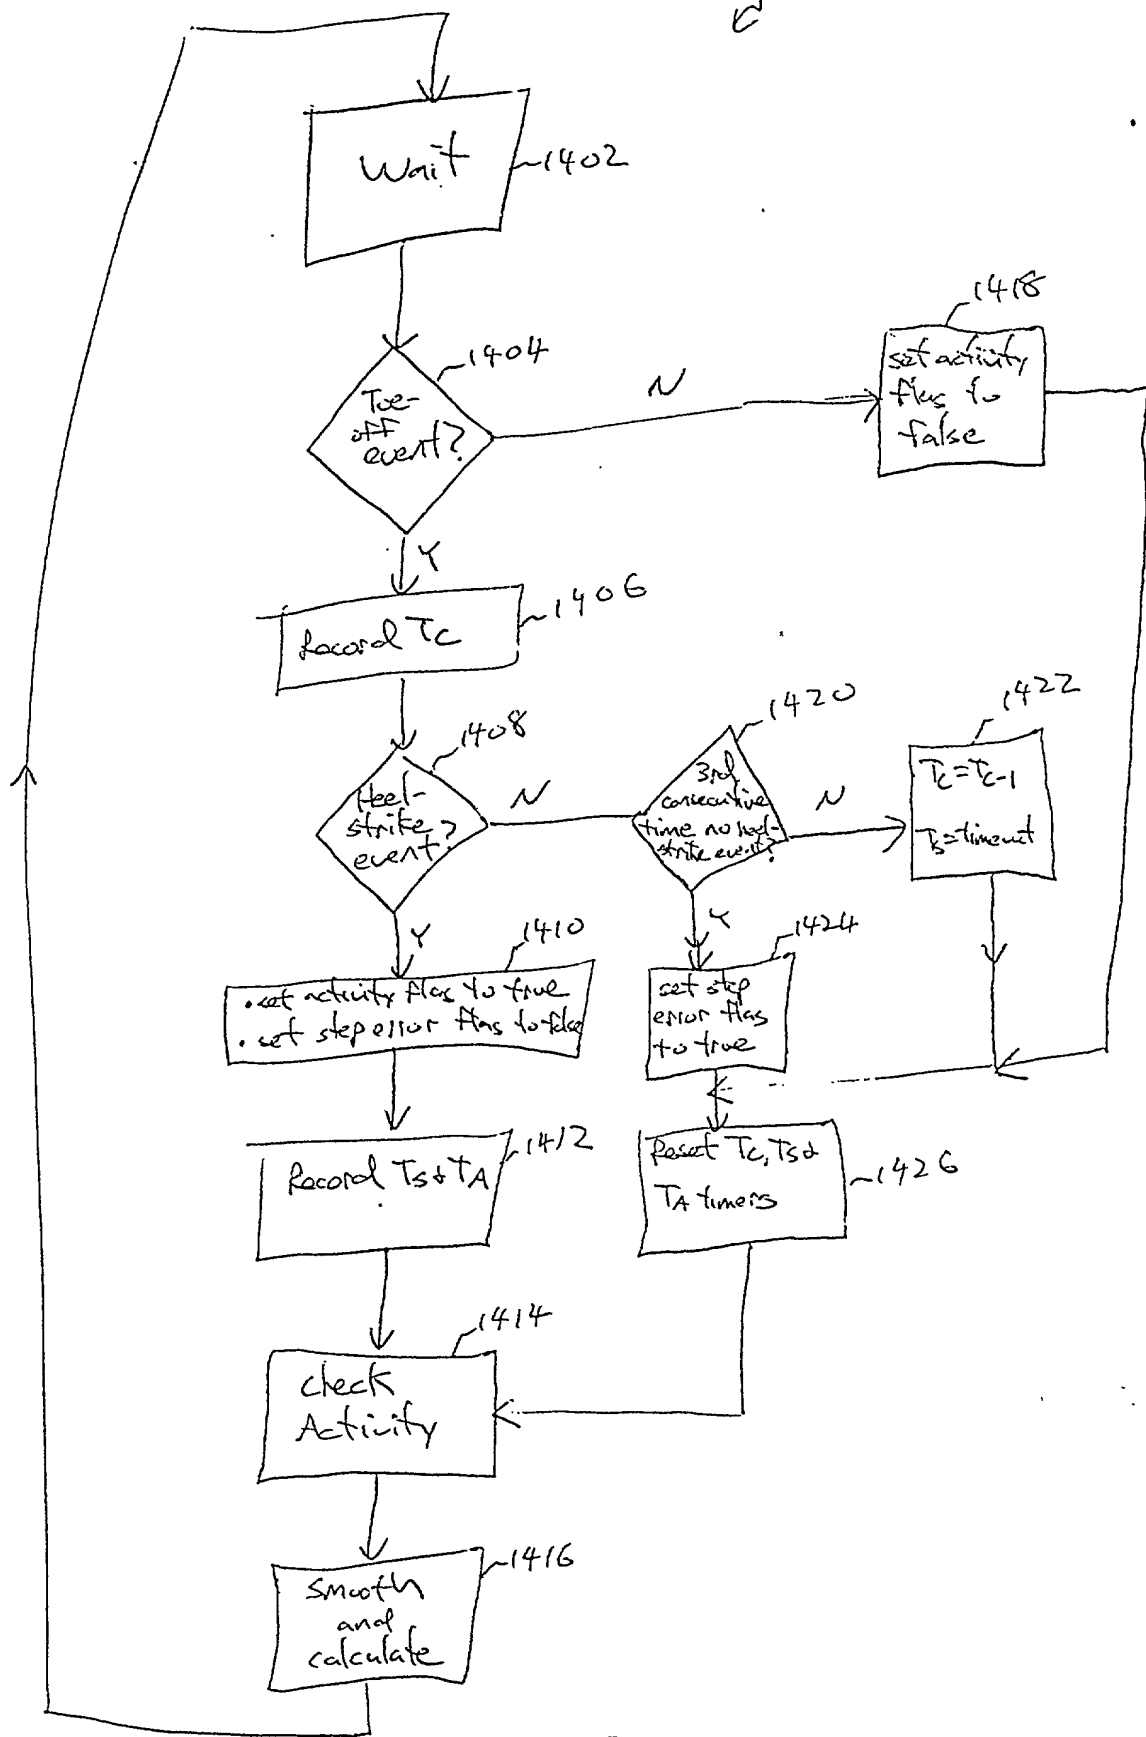 Wait
1402
1404
Toe-
off
event?
N
1418
set activity
flag to
false
Y
1406
Record TC
1408
Heel-
strike
event?
N
1420
3rd
consecutive
time no heel-
strike event?
N
1422
TC=TC-1
TS=timeout
Y
1410
• set activity flag to true
• set step error flag to false
Y
1424
set step
error flag
to true
1412
Record TS & TA
Reset TC, TS &
TA timers
1426
1414
check
Activity
1416
smooth
and
calculate